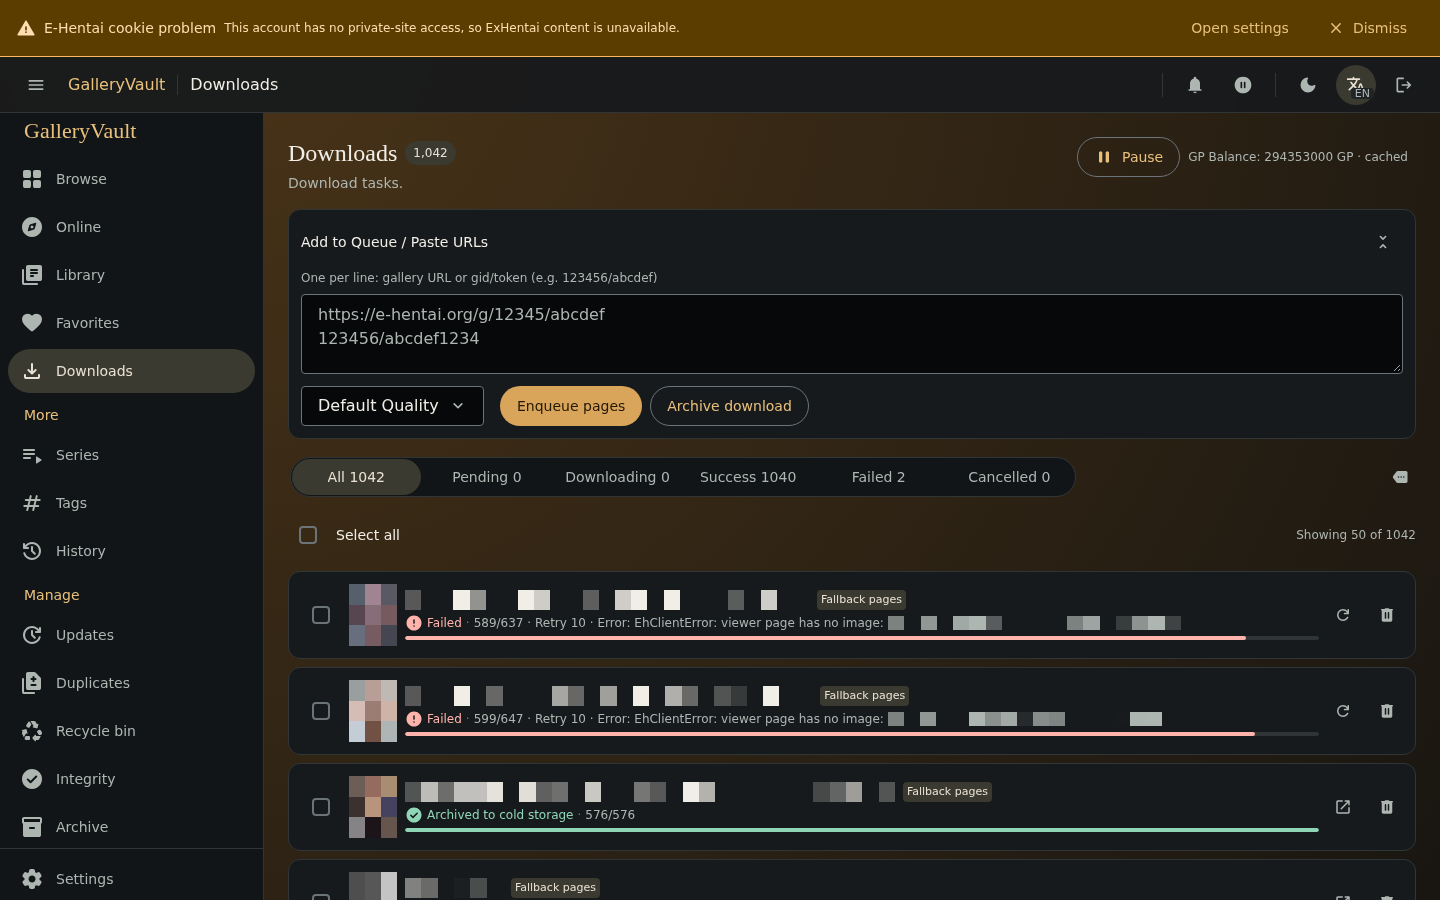 E-Hentai cookie problem This account has no private-site access, so ExHentai content is unavailable. Open settings Dismiss
GalleryVault Downloads EN
GalleryVault
Browse
Online
Library
Favorites
Downloads
More
Series
Tags
History
Manage
Updates
Duplicates
Recycle bin
Integrity
Archive
Settings
Downloads 1,042
Download tasks.
Pause GP Balance: 294353000 GP · cached
Add to Queue / Paste URLs
One per line: gallery URL or gid/token (e.g. 123456/abcdef)
https://e-hentai.org/g/12345/abcdef
123456/abcdef1234
Default Quality Enqueue pages Archive download
All 1042 Pending 0 Downloading 0 Success 1040 Failed 2 Cancelled 0
Select all Showing 50 of 1042
Fallback pages
Failed · 589/637 · Retry 10 · Error: EhClientError: viewer page has no image:
Fallback pages
Failed · 599/647 · Retry 10 · Error: EhClientError: viewer page has no image:
Fallback pages
Archived to cold storage · 576/576
Fallback pages